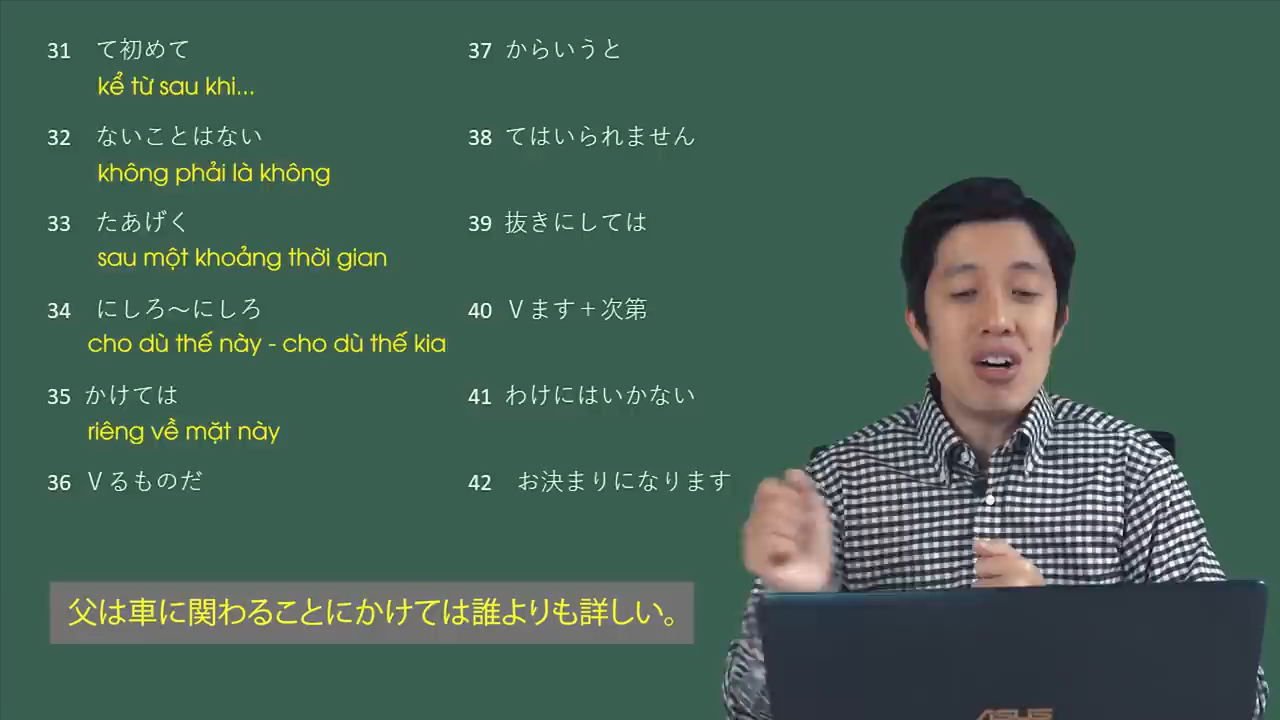 31 て初めて
kể từ sau khi...
32 ないことはない
không phải là không
33 たあげく
sau một khoảng thời gian
34 にしろ～にしろ
cho dù thế này - cho dù thế kia
35 かけては
riêng về mặt này
36 Vるものだ
37 からいうと
38 てはいられません
39 抜きにしては
40 Vます＋次第
41 わけにはいかない
42 お決まりになります
父は車に関わることにかけては誰よりも詳しい。
ASUS